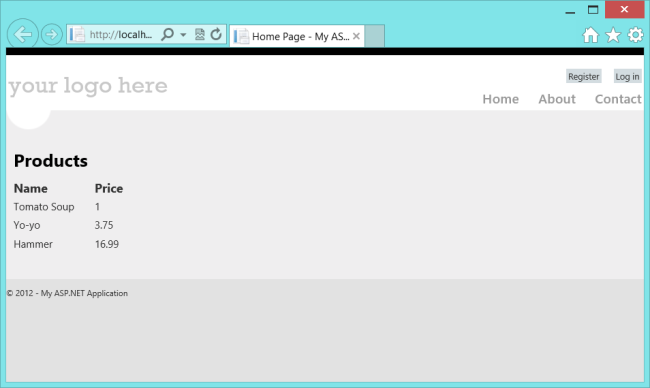 http://localh...
Home Page - My AS...
Register Log in
your logo here
Home About Contact
Products
Name Price
Tomato Soup 1
Yo-yo 3.75
Hammer 16.99
© 2012 - My ASP.NET Application